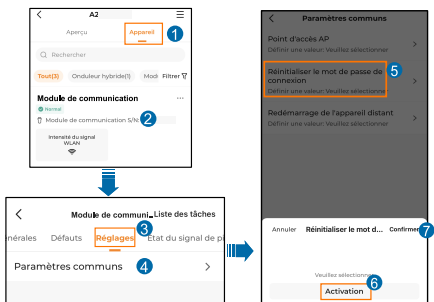 A2
Aperçu
Appareil
1
Rechercher
Tout(3)
Onduleur hybride(1)
Mod
Filtrer
Module de communication
...
Normal
Module de communication S/N:
2
Intensité du signal
WLAN
Module de communi...
Liste des tâches
3
nérales
Défauts
Réglages
État du signal de p
Paramètres communs
4
Paramètres communs
Point d'accès AP
Définir une valeur: Veuillez sélectionner
Réinitialiser le mot de passe de
connexion
5
Définir une valeur: Veuillez sélectionner
Redémarrage de l'appareil distant
Définir une valeur: Veuillez sélectionner
Annuler
Réinitialiser le mot d...
Confirmer
7
Veuillez sélectionner
6
Activation